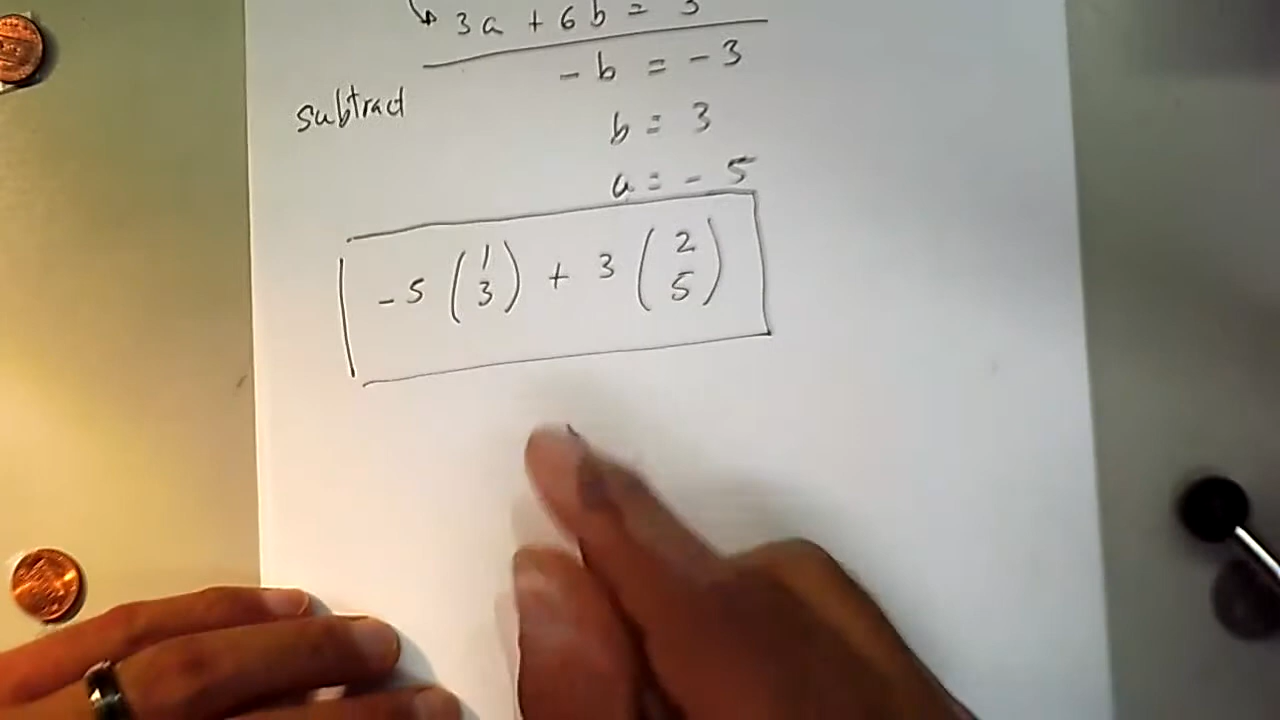 3a + 6b = 3
-b = -3
subtract
b = 3
a = -5
-5 (1 3) + 3 (2 5)